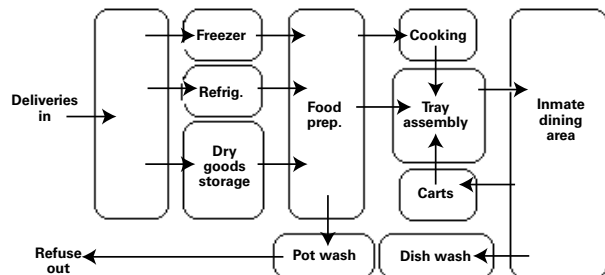 Freezer
Cooking
Deliveries
in
Refrig.
Food
prep.
Tray
assembly
Inmate
dining
area
Dry
goods
storage
Carts
Refuse
out
Pot wash
Dish wash